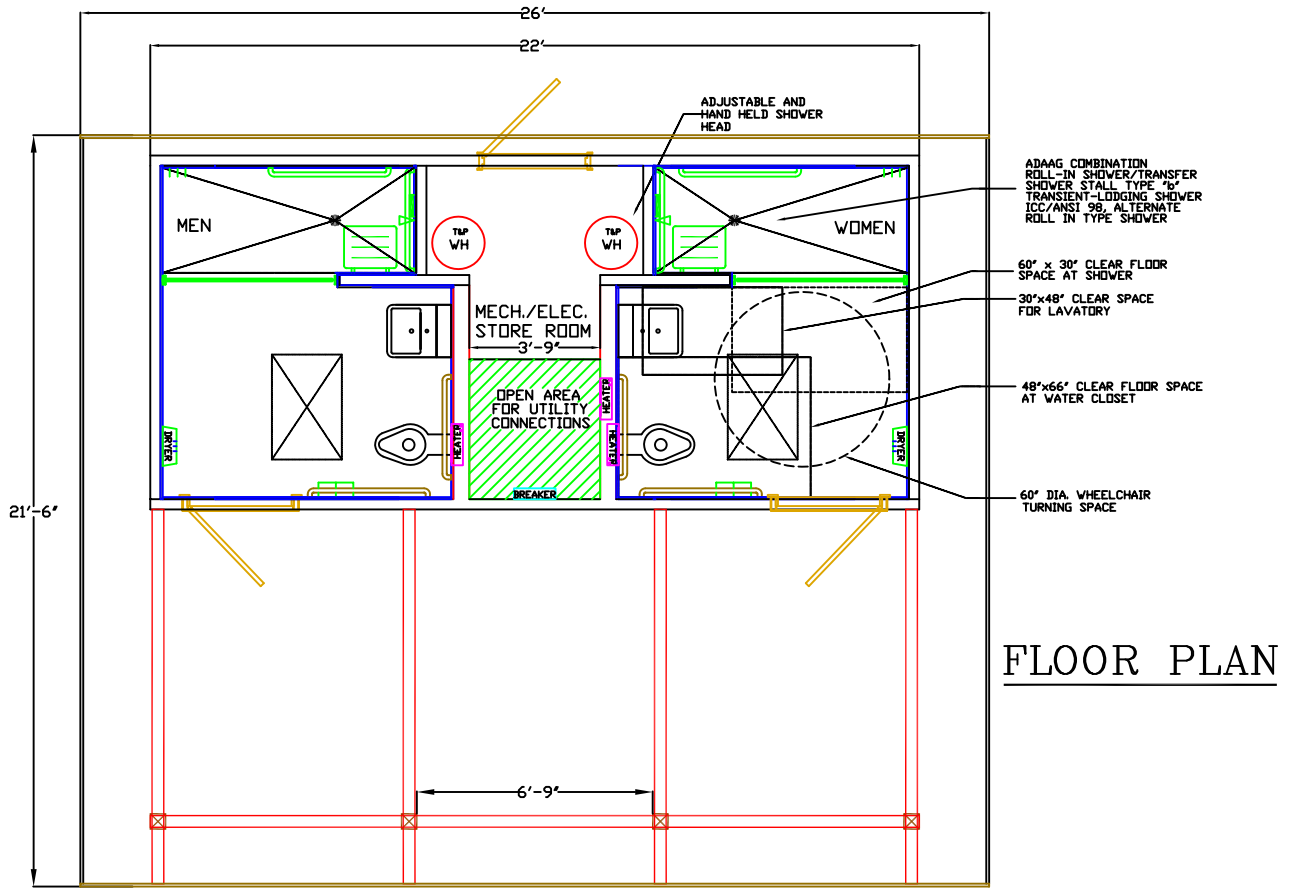 26'
22'
ADJUSTABLE AND
HAND HELD SHOWER
HEAD
ADAAG COMBINATION
ROLL-IN SHOWER/TRANSFER
SHOWER STALL TYPE "b"
TRANSIENT-LODGING SHOWER
ICC/ANSI 98, ALTERNATE
ROLL IN TYPE SHOWER
MEN
T&P
WH
T&P
WH
WOMEN
60" x 30" CLEAR FLOOR
SPACE AT SHOWER
30"x48" CLEAR SPACE
FOR LAVATORY
MECH./ELEC.
STORE ROOM
3'-9"
OPEN AREA
FOR UTILITY
CONNECTIONS
HEATER
48"x66" CLEAR FLOOR SPACE
AT WATER CLOSET
DRYER
HEATER
HEATER
DRYER
BREAKER
60" DIA. WHEELCHAIR
TURNING SPACE
21'-6"
FLOOR PLAN
6'-9"